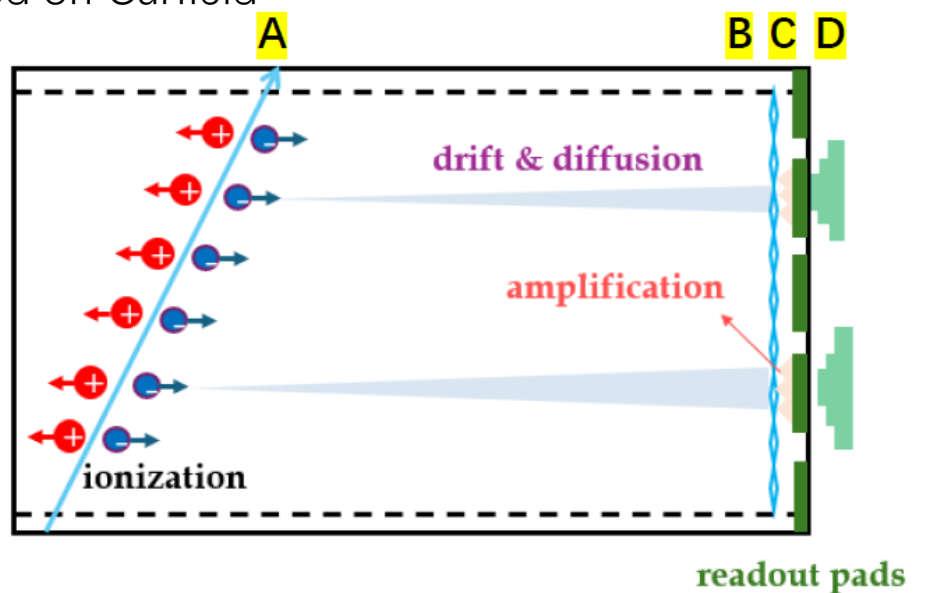 A B C D
drift & diffusion
amplification
ionization
readout pads